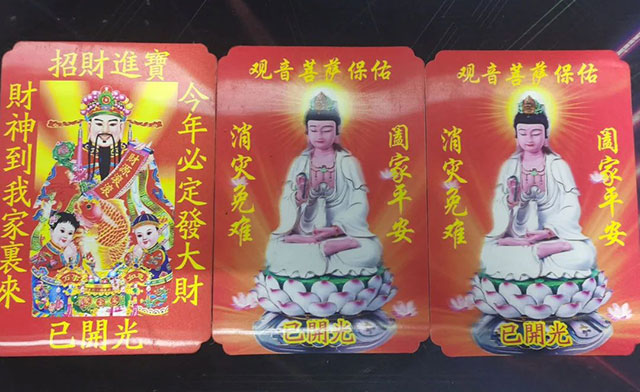 招財進寶
財神到我家裏來
今年必定發大財
已開光
观音菩萨保佑
消灾免难
阖家平安
已開光
观音菩萨保佑
消灾免难
阖家平安
已開光